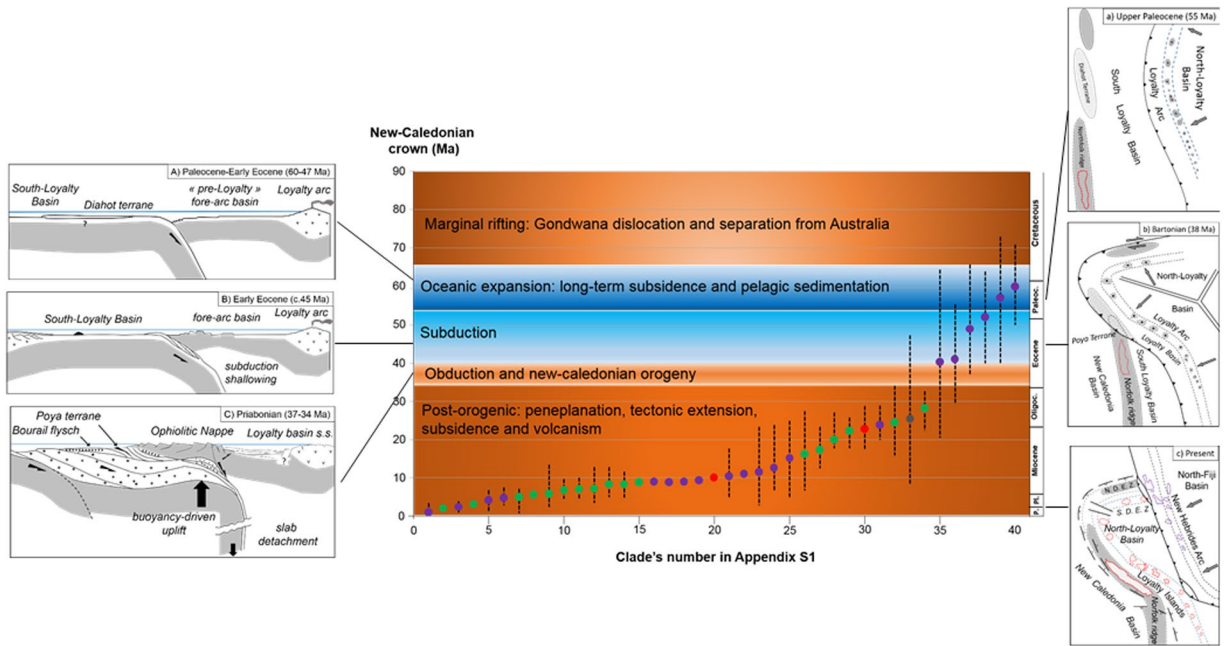 A) Paleocene-Early Eocene (60-47 Ma)
South-Loyalty
Basin
Diahot terrane
« pre-Loyalty »
fore-arc basin
Loyalty arc
?
B) Early Eocene (c.45 Ma)
South-Loyalty Basin
fore-arc basin
Loyalty arc
subduction
shallowing
C) Priabonian (37-34 Ma)
Poya terrane
Bourail flysch
Ophiolitic Nappe
Loyalty basin s.s.
buoyancy-driven
uplift
slab
detachment
New-Caledonian
crown (Ma)
90
80
70
60
50
40
30
20
10
0
Marginal rifting: Gondwana dislocation and separation from Australia
Oceanic expansion: long-term subsidence and pelagic sedimentation
Subduction
Obduction and new-caledonian orogeny
Post-orogenic: peneplanation, tectonic extension,
subsidence and volcanism
Cretaceous
Paleoc.
Eocene
Oligoc.
Miocene
Pl.
P.
0 5 10 15 20 25 30 35 40
Clade's number in Appendix S1
a) Upper Paleocene (55 Ma)
Diahot Terrane
Norfolk ridge
South Loyalty Basin
Loyalty Arc
North-Loyalty
Basin
b) Bartonian (38 Ma)
North-Loyalty
Basin
Loyalty Arc
Poya Terrane
Loyalty Basin
South Loyalty Basin
New Caledonia
Basin
Norfolk ridge
c) Present
North-Fiji
Basin
N. D. E. Z
S. D. E. Z
New Hebrides Arc
North-Loyalty
Basin
Loyalty Islands
New Caledonia
Basin
Norfolk ridge